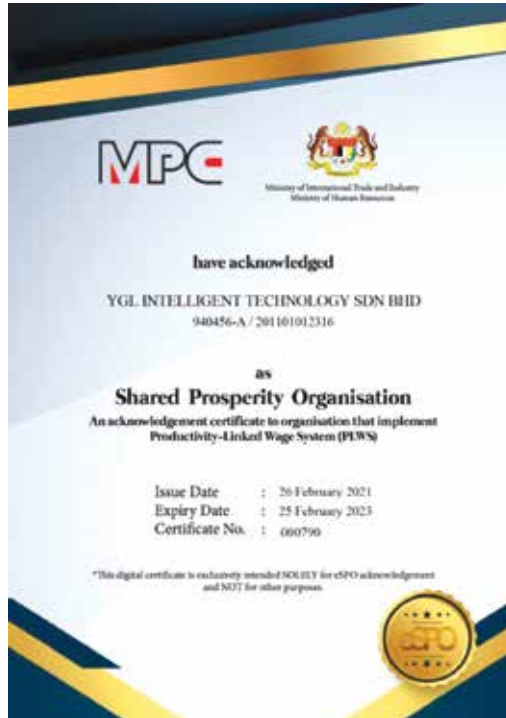 MPC
Ministry of International Trade and Industry
Ministry of Human Resources
have acknowledged
YGL INTELLIGENT TECHNOLOGY SDN BHD
940456-A / 201101012316
as
Shared Prosperity Organisation
An acknowledgement certificate to organisation that implement
Productivity-Linked Wage System (PLWS)
Issue Date : 26 February 2021
Expiry Date : 25 February 2023
Certificate No. : 000790
*This digital certificate is exclusively intended SOLELY for eSPO acknowledgement
and NOT for other purposes.
eSPO